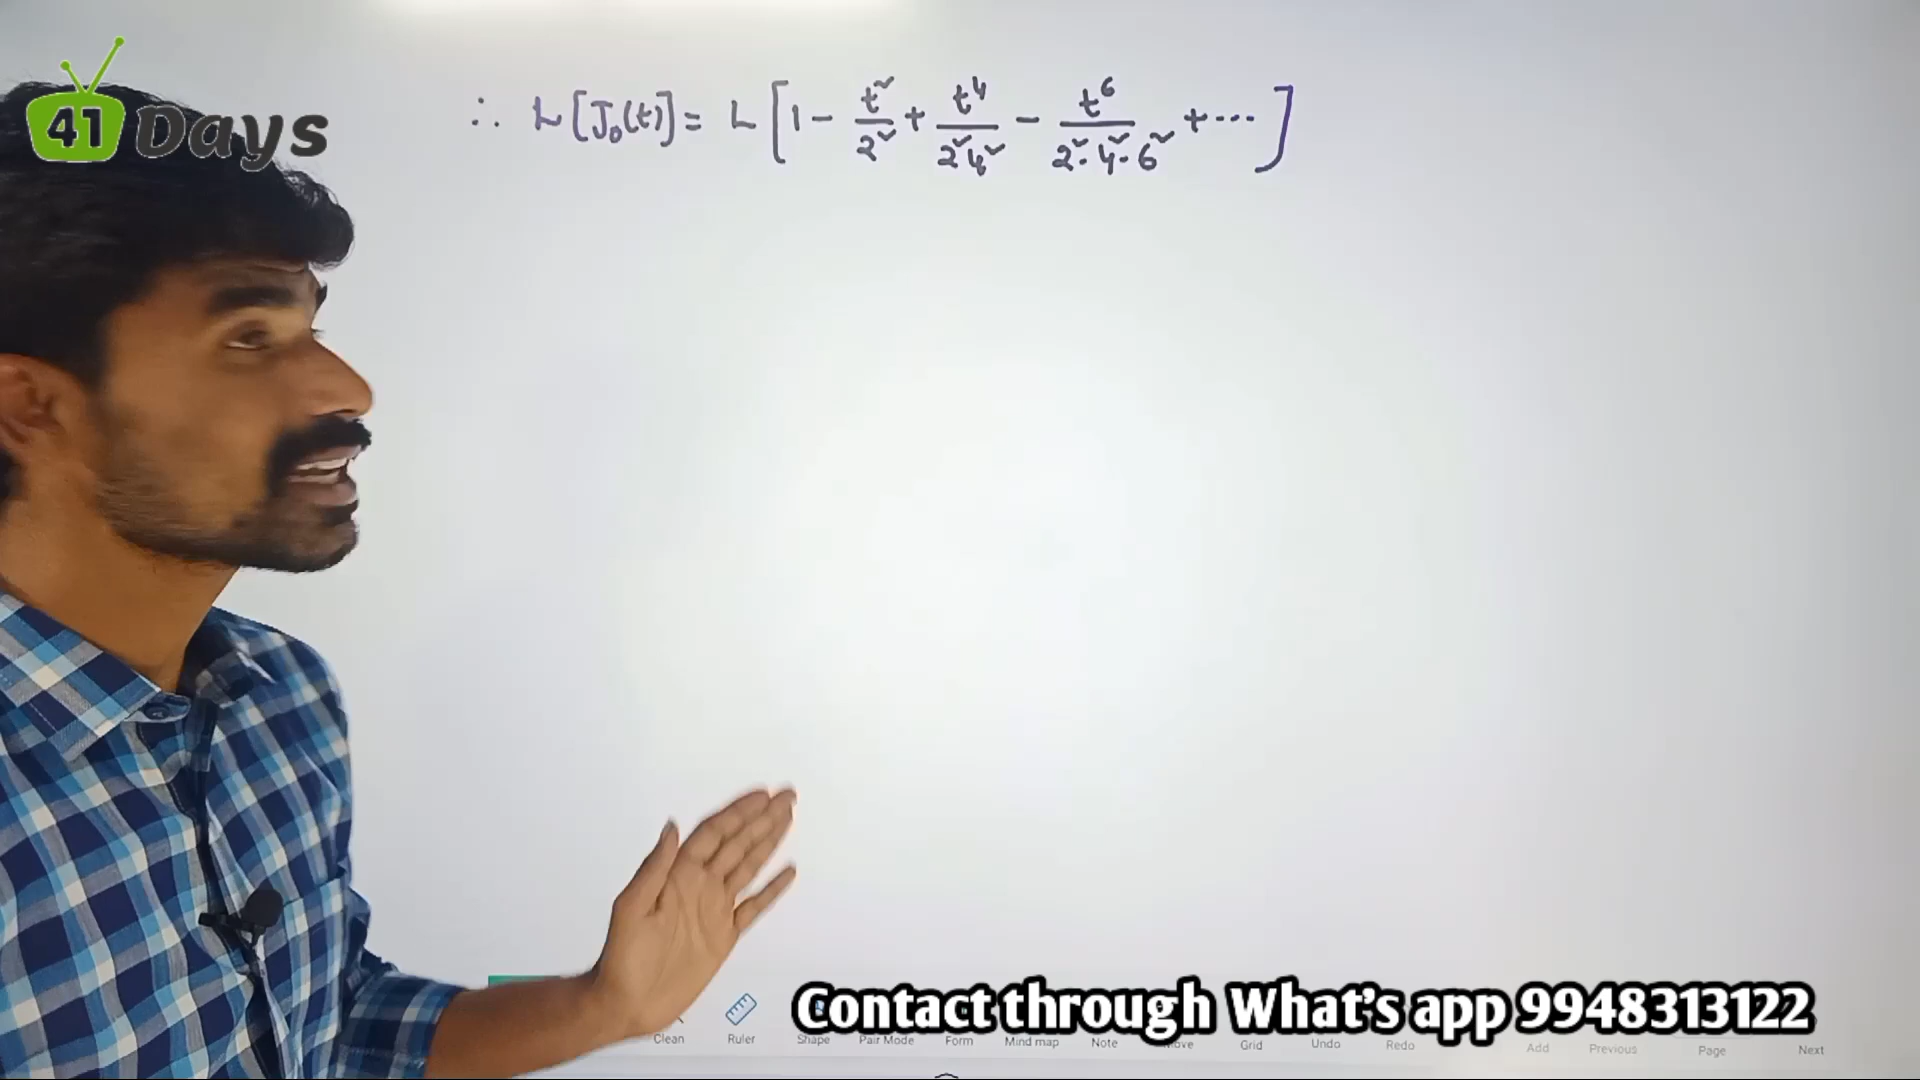 41 Days
∴ L[J₀(t)] = L[1 - t²/2² + t⁴/2²4² - t⁶/2²·4²·6² + ···]
Contact through What's app 9948313122
Clean Ruler Shape Pair Mode Form Mind map Note Grid Undo Redo Add Previous Page Next